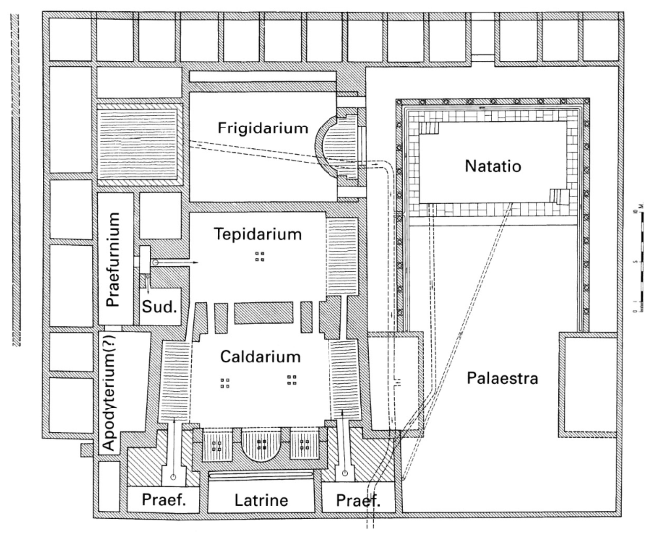 Frigidarium
Natatio
Tepidarium
Praefurnium
Sud.
Caldarium
Apodyterium(?)
Palaestra
Praef.
Latrine
Praef.